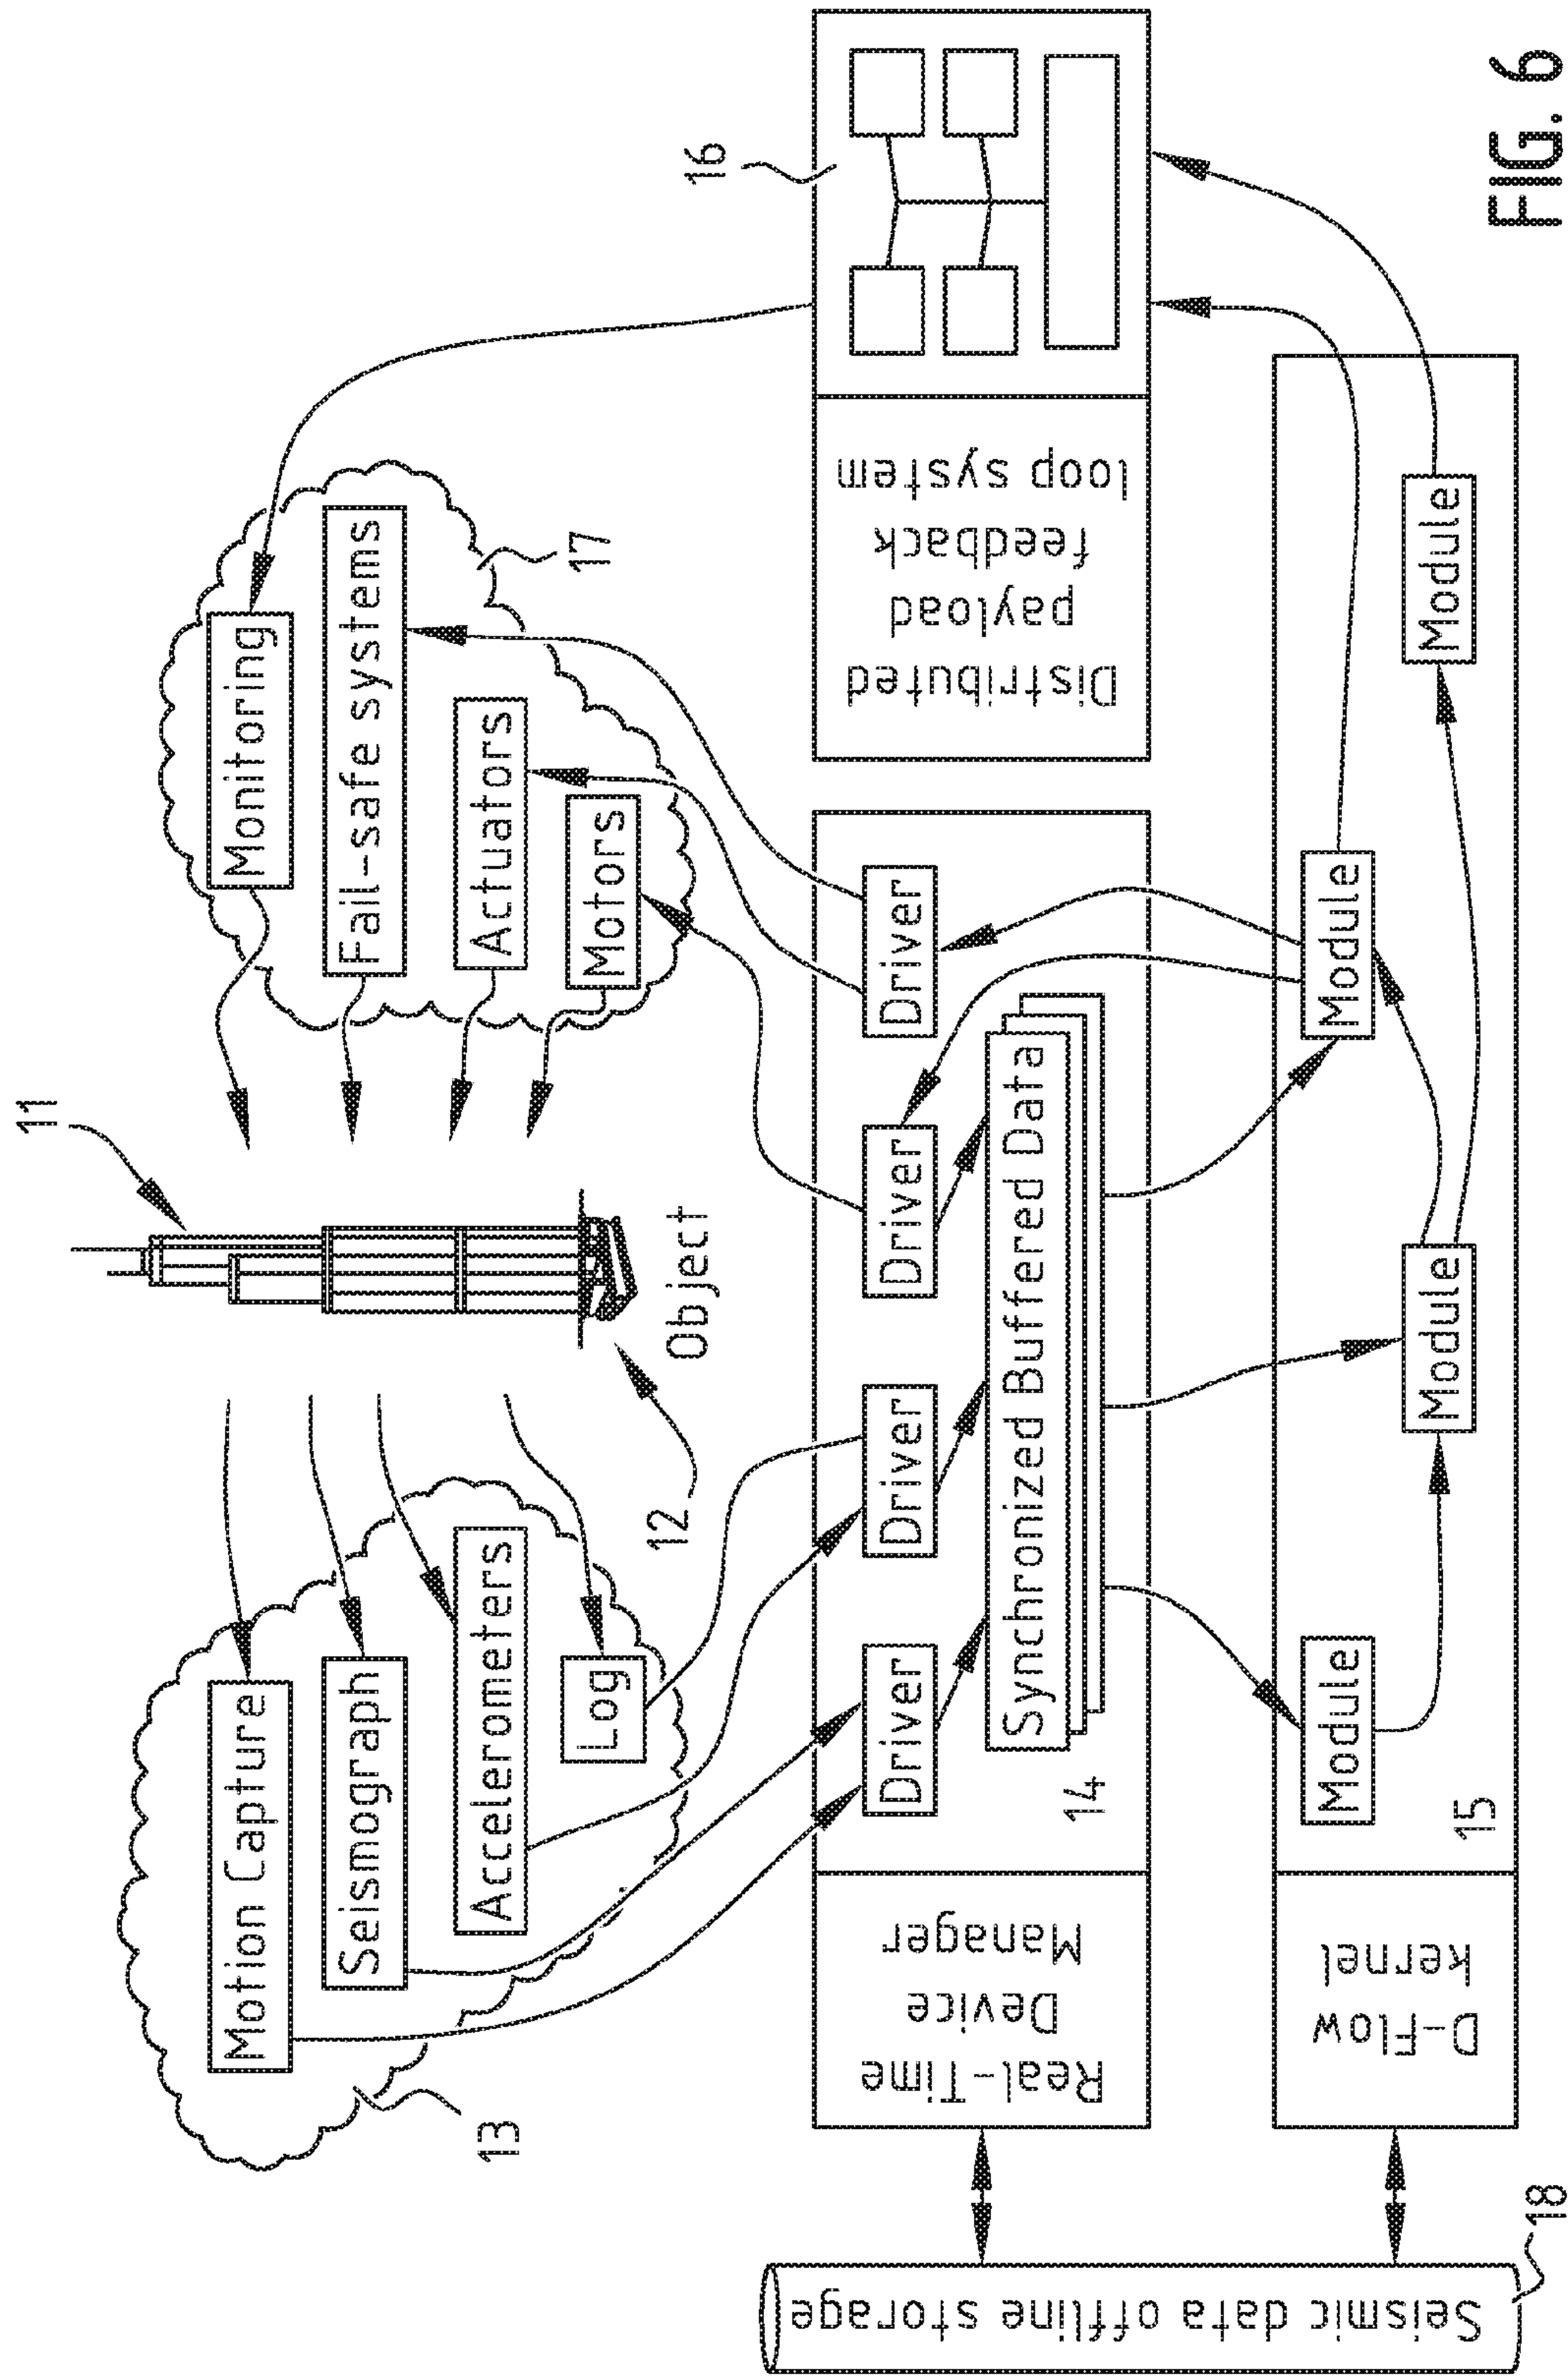 11
Motion Capture
Seismograph
Accelerometers
Log
13
12
Object
Monitoring
Fail-safe systems
Actuators
Motors
17
16
Real-Time
Device
Manager
Driver
Driver
Driver
Driver
Synchronized Buffered Data
14
Distributed
payload
feedback
loop system
D-Flow
kernel
Module
Module
Module
Module
15
Seismic data offline storage
18
FIG. 6